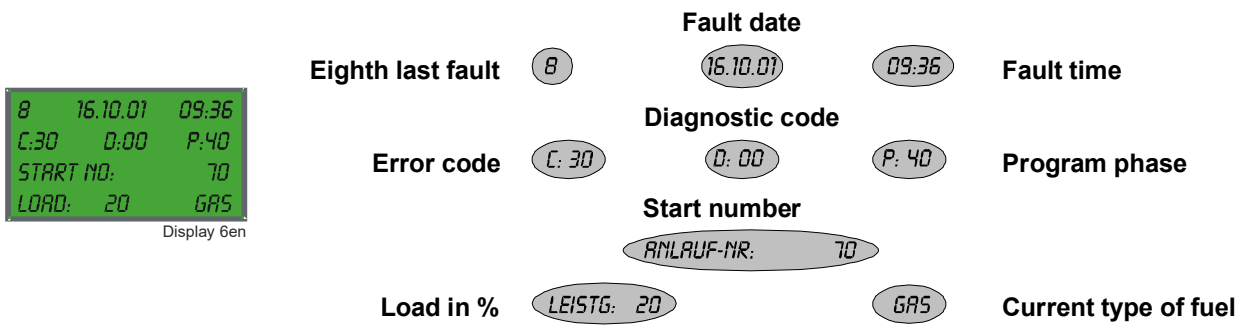 8 16.10.01 09:36
C:30 D:00 P:40
START NO: 70
LOAD: 20 GAS
Display 6en
Fault date
Eighth last fault 8 16.10.01 09:36 Fault time
Diagnostic code
Error code C: 30 D: 00 P: 40 Program phase
Start number
ANLAUF-NR: 70
Load in % LEISTG: 20 GAS Current type of fuel